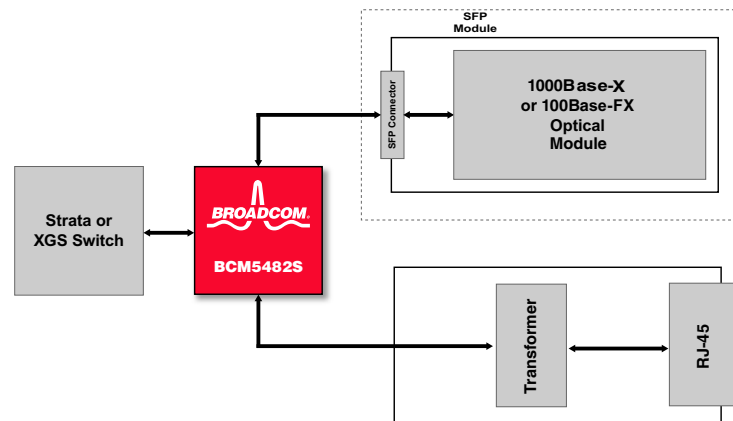 SFP
Module
SFP Connector
1000Base-X
or 100Base-FX
Optical
Module
Strata or
XGS Switch
BROADCOM®
BCM5482S
Transformer
RJ-45